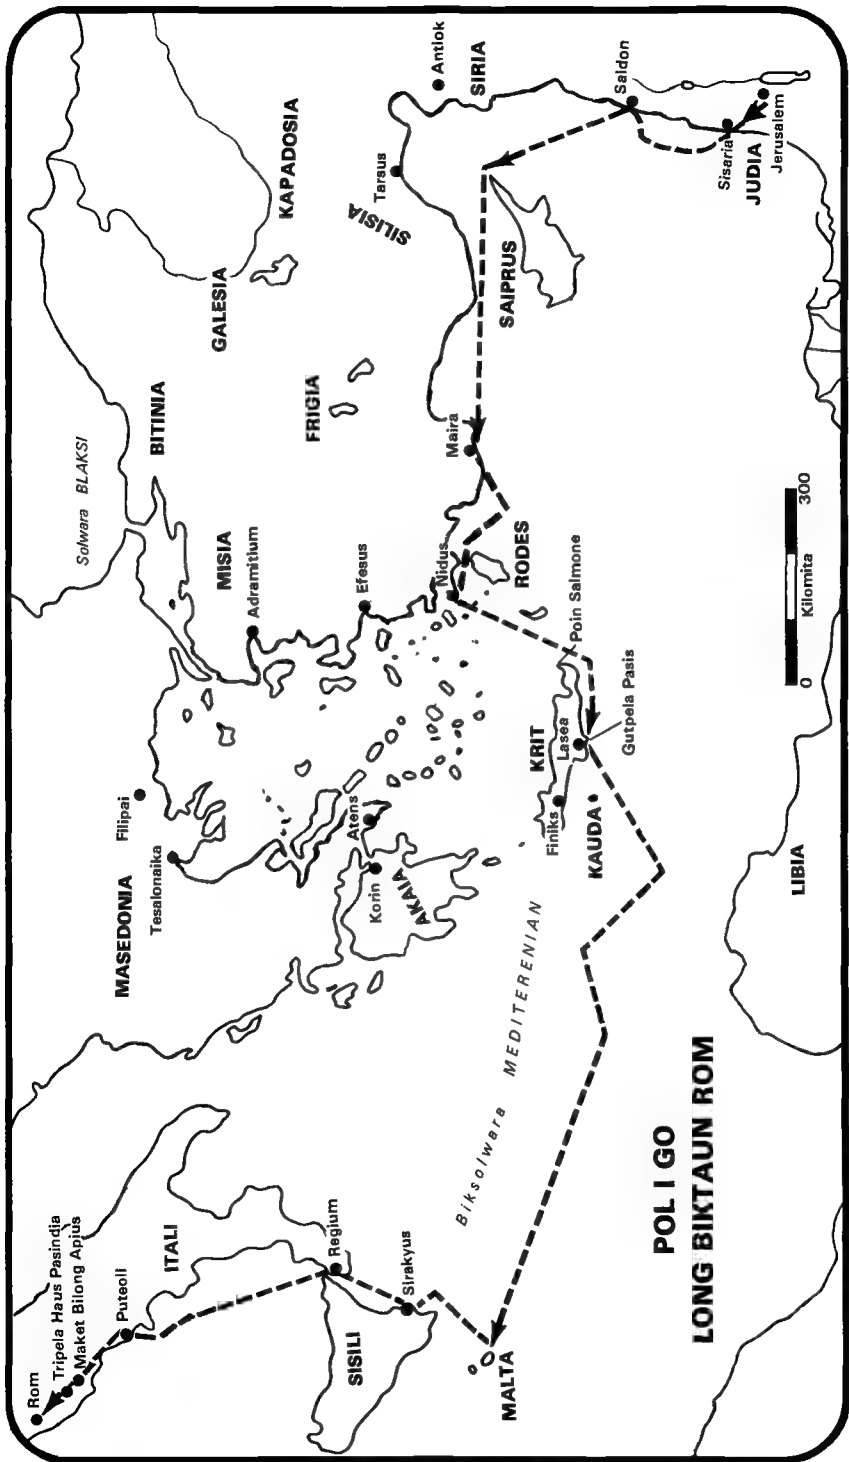 POL I GO
LONG BIKTAUN ROM
Rom
Tripela Haus Pasindia
Maket Bilong Apius
Puteoli
ITALI
Regium
SISILI
Sirakyus
MALTA
Biksolwara MEDITERENIAN
MASEDONIA
Filipai
Tesalonaika
Atens
Korin
AKAIA
KRIT
Lasea
Finiks
KAUDA
Gutpela Pasis
Poin Salmone
LIBIA
Solwara BLAKSI
BITINIA
MISIA
Adramitium
Efesus
Nidus
RODES
FRIGIA
GALESIA
KAPADOSIA
Maira
SILISIA
Tarsus
SAIPRUS
Antiok
SIRIA
Saidon
Sisaria
JUDIA
Jerusalem
0
300
Kilomita